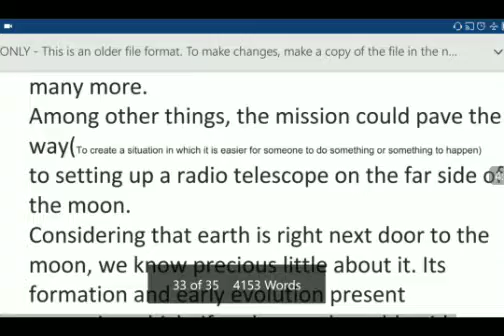 ONLY - This is an older file format. To make changes, make a copy of the file in the n...
many more.
Among other things, the mission could pave the
way(To create a situation in which it is easier for someone to do something or something to happen)
to setting up a radio telescope on the far side of
the moon.
Considering that earth is right next door to the
moon, we know precious little about it. Its
33 of 35 4153 Words
formation and early evolution present